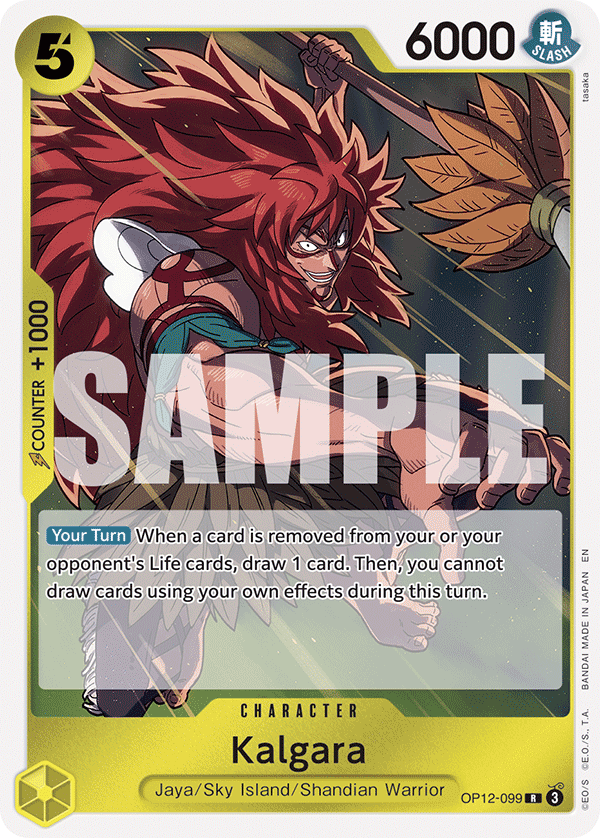 5
6000
斬
SLASH
tasaka
COUNTER +1000
SAMPLE
Your Turn When a card is removed from your or your
opponent's Life cards, draw 1 card. Then, you cannot
draw cards using your own effects during this turn.
CHARACTER
Kalgara
Jaya/Sky Island/Shandian Warrior
OP12-099 R 3
©EO/S ©E.O./S., T.A. BANDAI MADE IN JAPAN EN